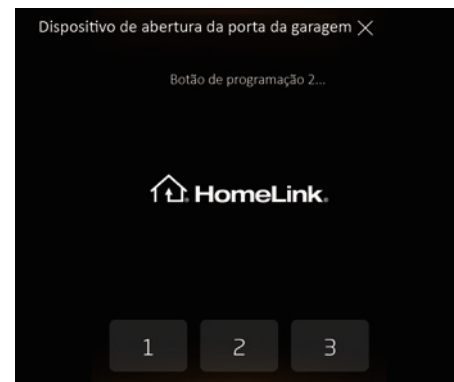 Dispositivo de abertura da porta da garagem ×
Botão de programação 2...
HomeLink®
1 2 3